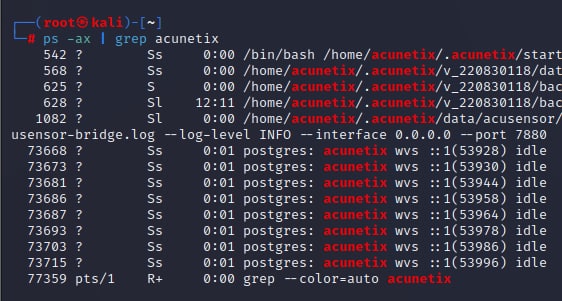 ┌──(root㉿kali)-[~]
└─# ps -ax | grep acunetix
542 ? Ss 0:00 /bin/bash /home/acunetix/.acunetix/start
568 ? Ss 0:00 /home/acunetix/.acunetix/v_220830118/dat
625 ? S 0:00 /home/acunetix/.acunetix/v_220830118/bac
628 ? Sl 12:11 /home/acunetix/.acunetix/v_220830118/bac
1082 ? Sl 0:00 /home/acunetix/.acunetix/data/acusensor/
usensor-bridge.log --log-level INFO --interface 0.0.0.0 --port 7880
73668 ? Ss 0:01 postgres: acunetix wvs ::1(53928) idle
73673 ? Ss 0:01 postgres: acunetix wvs ::1(53930) idle
73681 ? Ss 0:01 postgres: acunetix wvs ::1(53944) idle
73686 ? Ss 0:01 postgres: acunetix wvs ::1(53958) idle
73687 ? Ss 0:01 postgres: acunetix wvs ::1(53964) idle
73693 ? Ss 0:01 postgres: acunetix wvs ::1(53978) idle
73703 ? Ss 0:01 postgres: acunetix wvs ::1(53986) idle
73715 ? Ss 0:01 postgres: acunetix wvs ::1(53996) idle
77359 pts/1 R+ 0:00 grep --color=auto acunetix